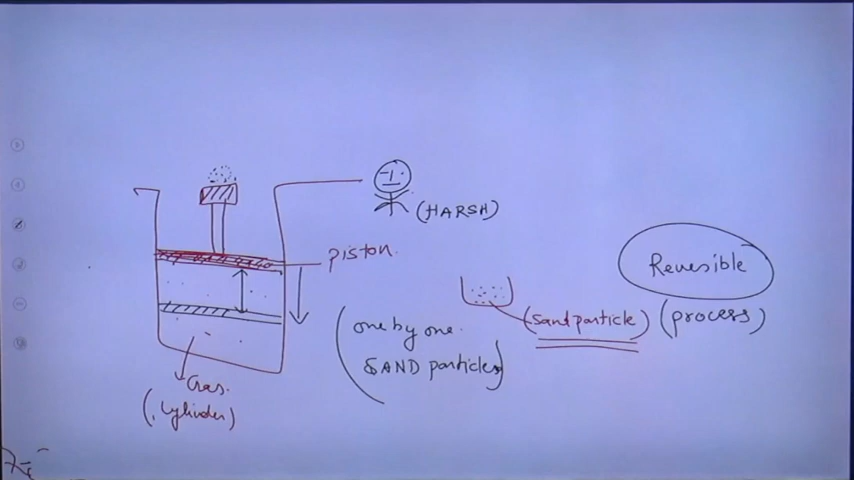 (HARSH)
piston.
Reversible
(process)
(sand particle)
(one by one.
SAND particles)
Gas.
(cylinder)